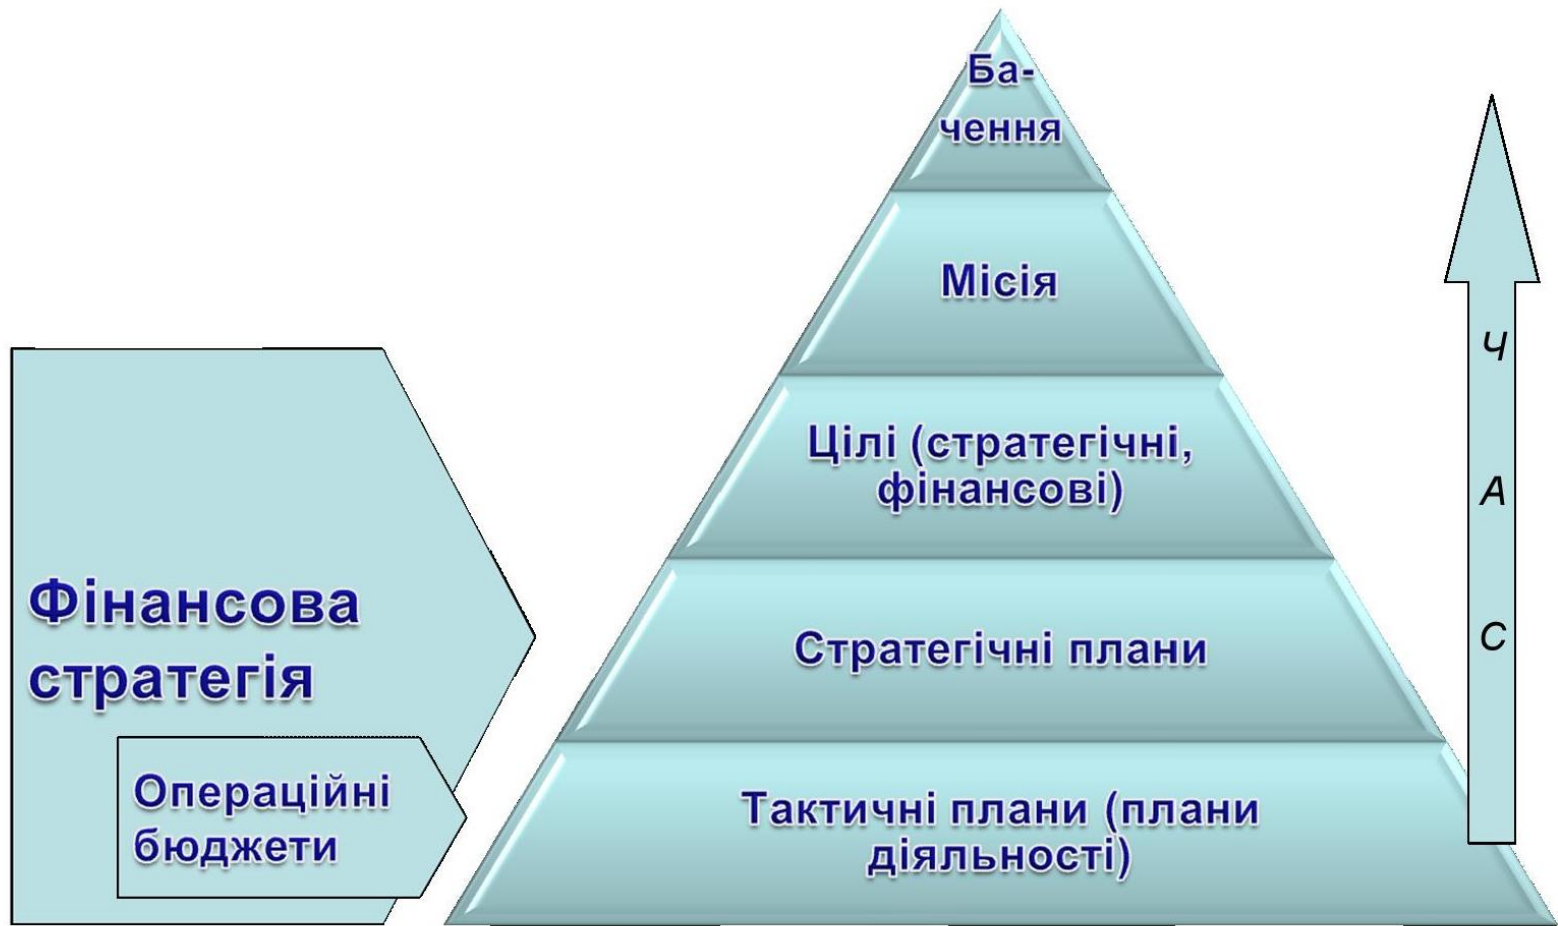 Ба-
чення
Місія
Цілі (стратегічні,
фінансові)
Стратегічні плани
Тактичні плани (плани
діяльності)
Фінансова
стратегія
Операційні
бюджети
Ч
А
С